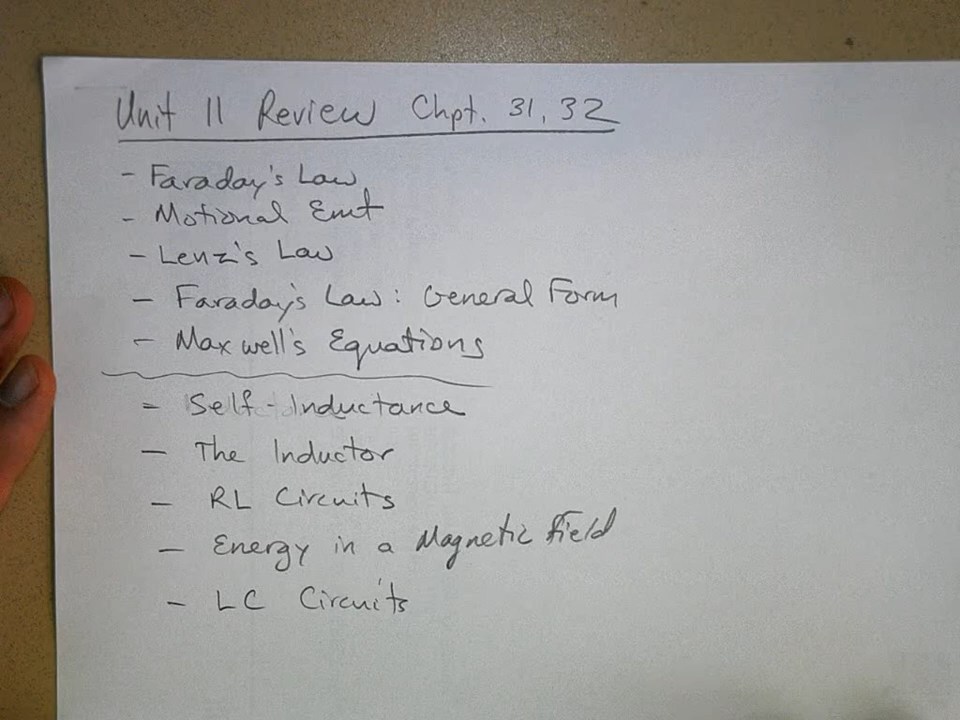 Unit 11 Review Chpt. 31, 32
- Faraday's Law
- Motional Emf
- Lenz's Law
- Faraday's Law: General Form
- Maxwell's Equations
- Self-Inductance
- The Inductor
- RL Circuits
- Energy in a Magnetic Field
- LC Circuits